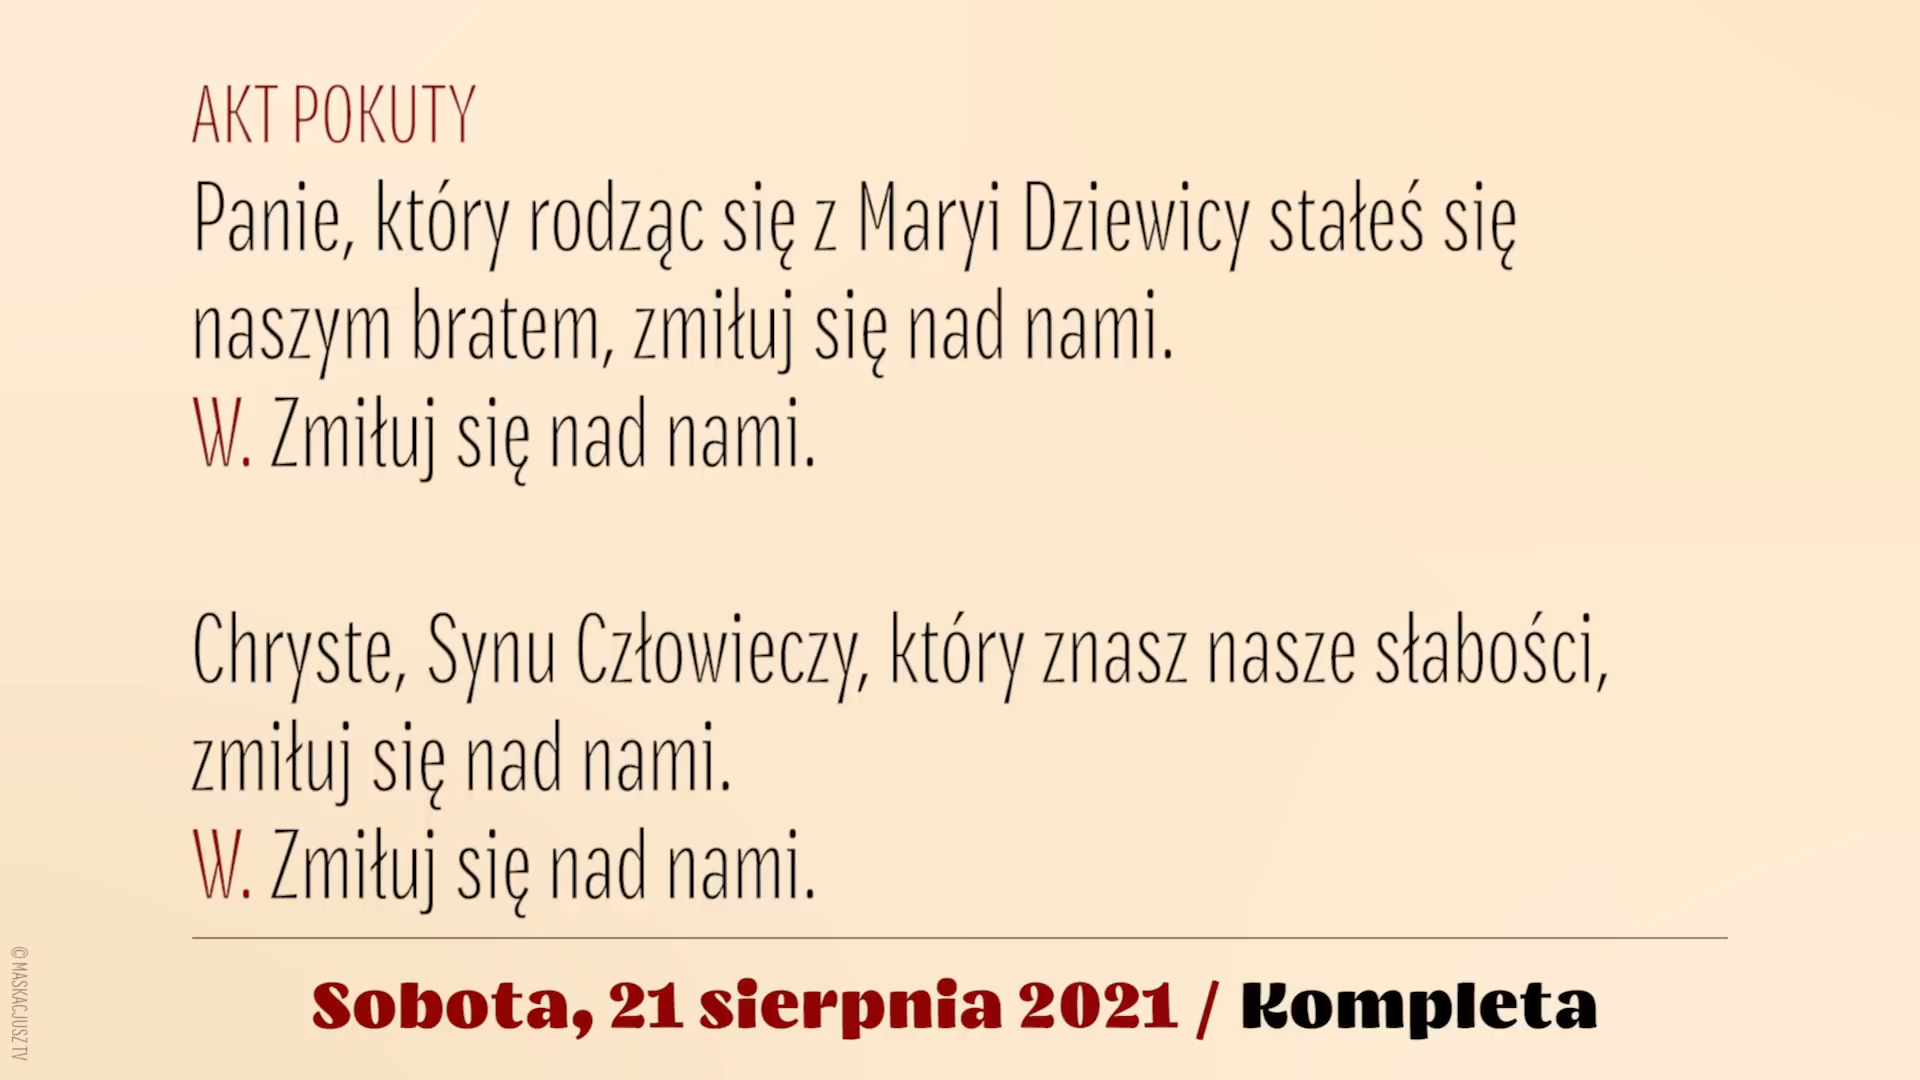 AKT POKUTY
Panie, który rodząc się z Maryi Dziewicy stałeś się
naszym bratem, zmiłuj się nad nami.
W. Zmiłuj się nad nami.
Chryste, Synu Człowieczy, który znasz nasze słabości,
zmiłuj się nad nami.
W. Zmiłuj się nad nami.
Sobota, 21 sierpnia 2021 / Kompleta
© MASKACJUSZ TV